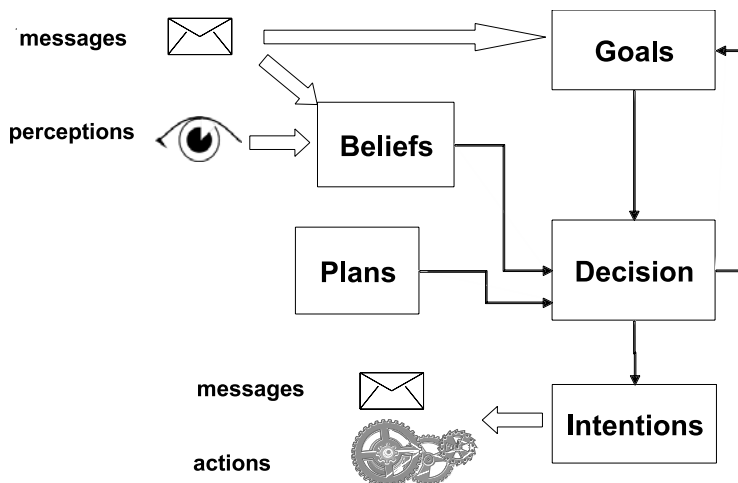 messages
Goals
perceptions
Beliefs
Plans
Decision
messages
Intentions
actions